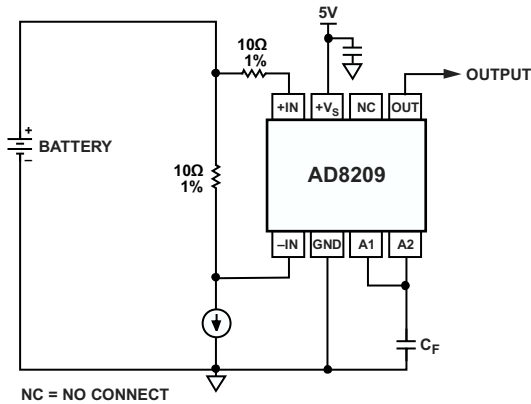 5V
10Ω
1%
OUTPUT
+IN
+VS
NC
OUT
+
–
BATTERY
10Ω
1%
AD8209
–IN
GND
A1
A2
CF
NC = NO CONNECT